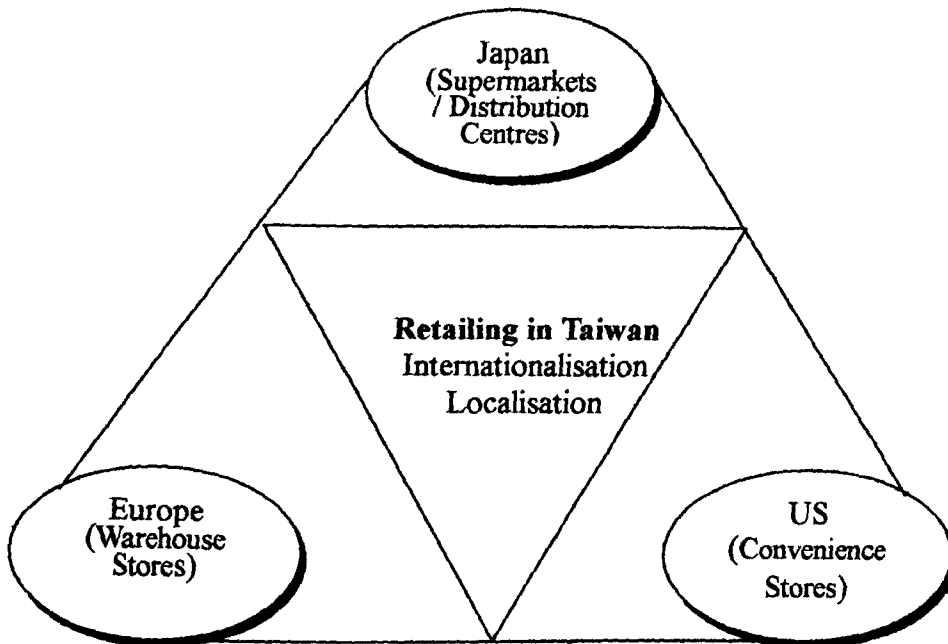 Japan
(Supermarkets
/ Distribution
Centres)
Retailing in Taiwan
Internationalisation
Localisation
Europe
(Warehouse
Stores)
US
(Convenience
Stores)